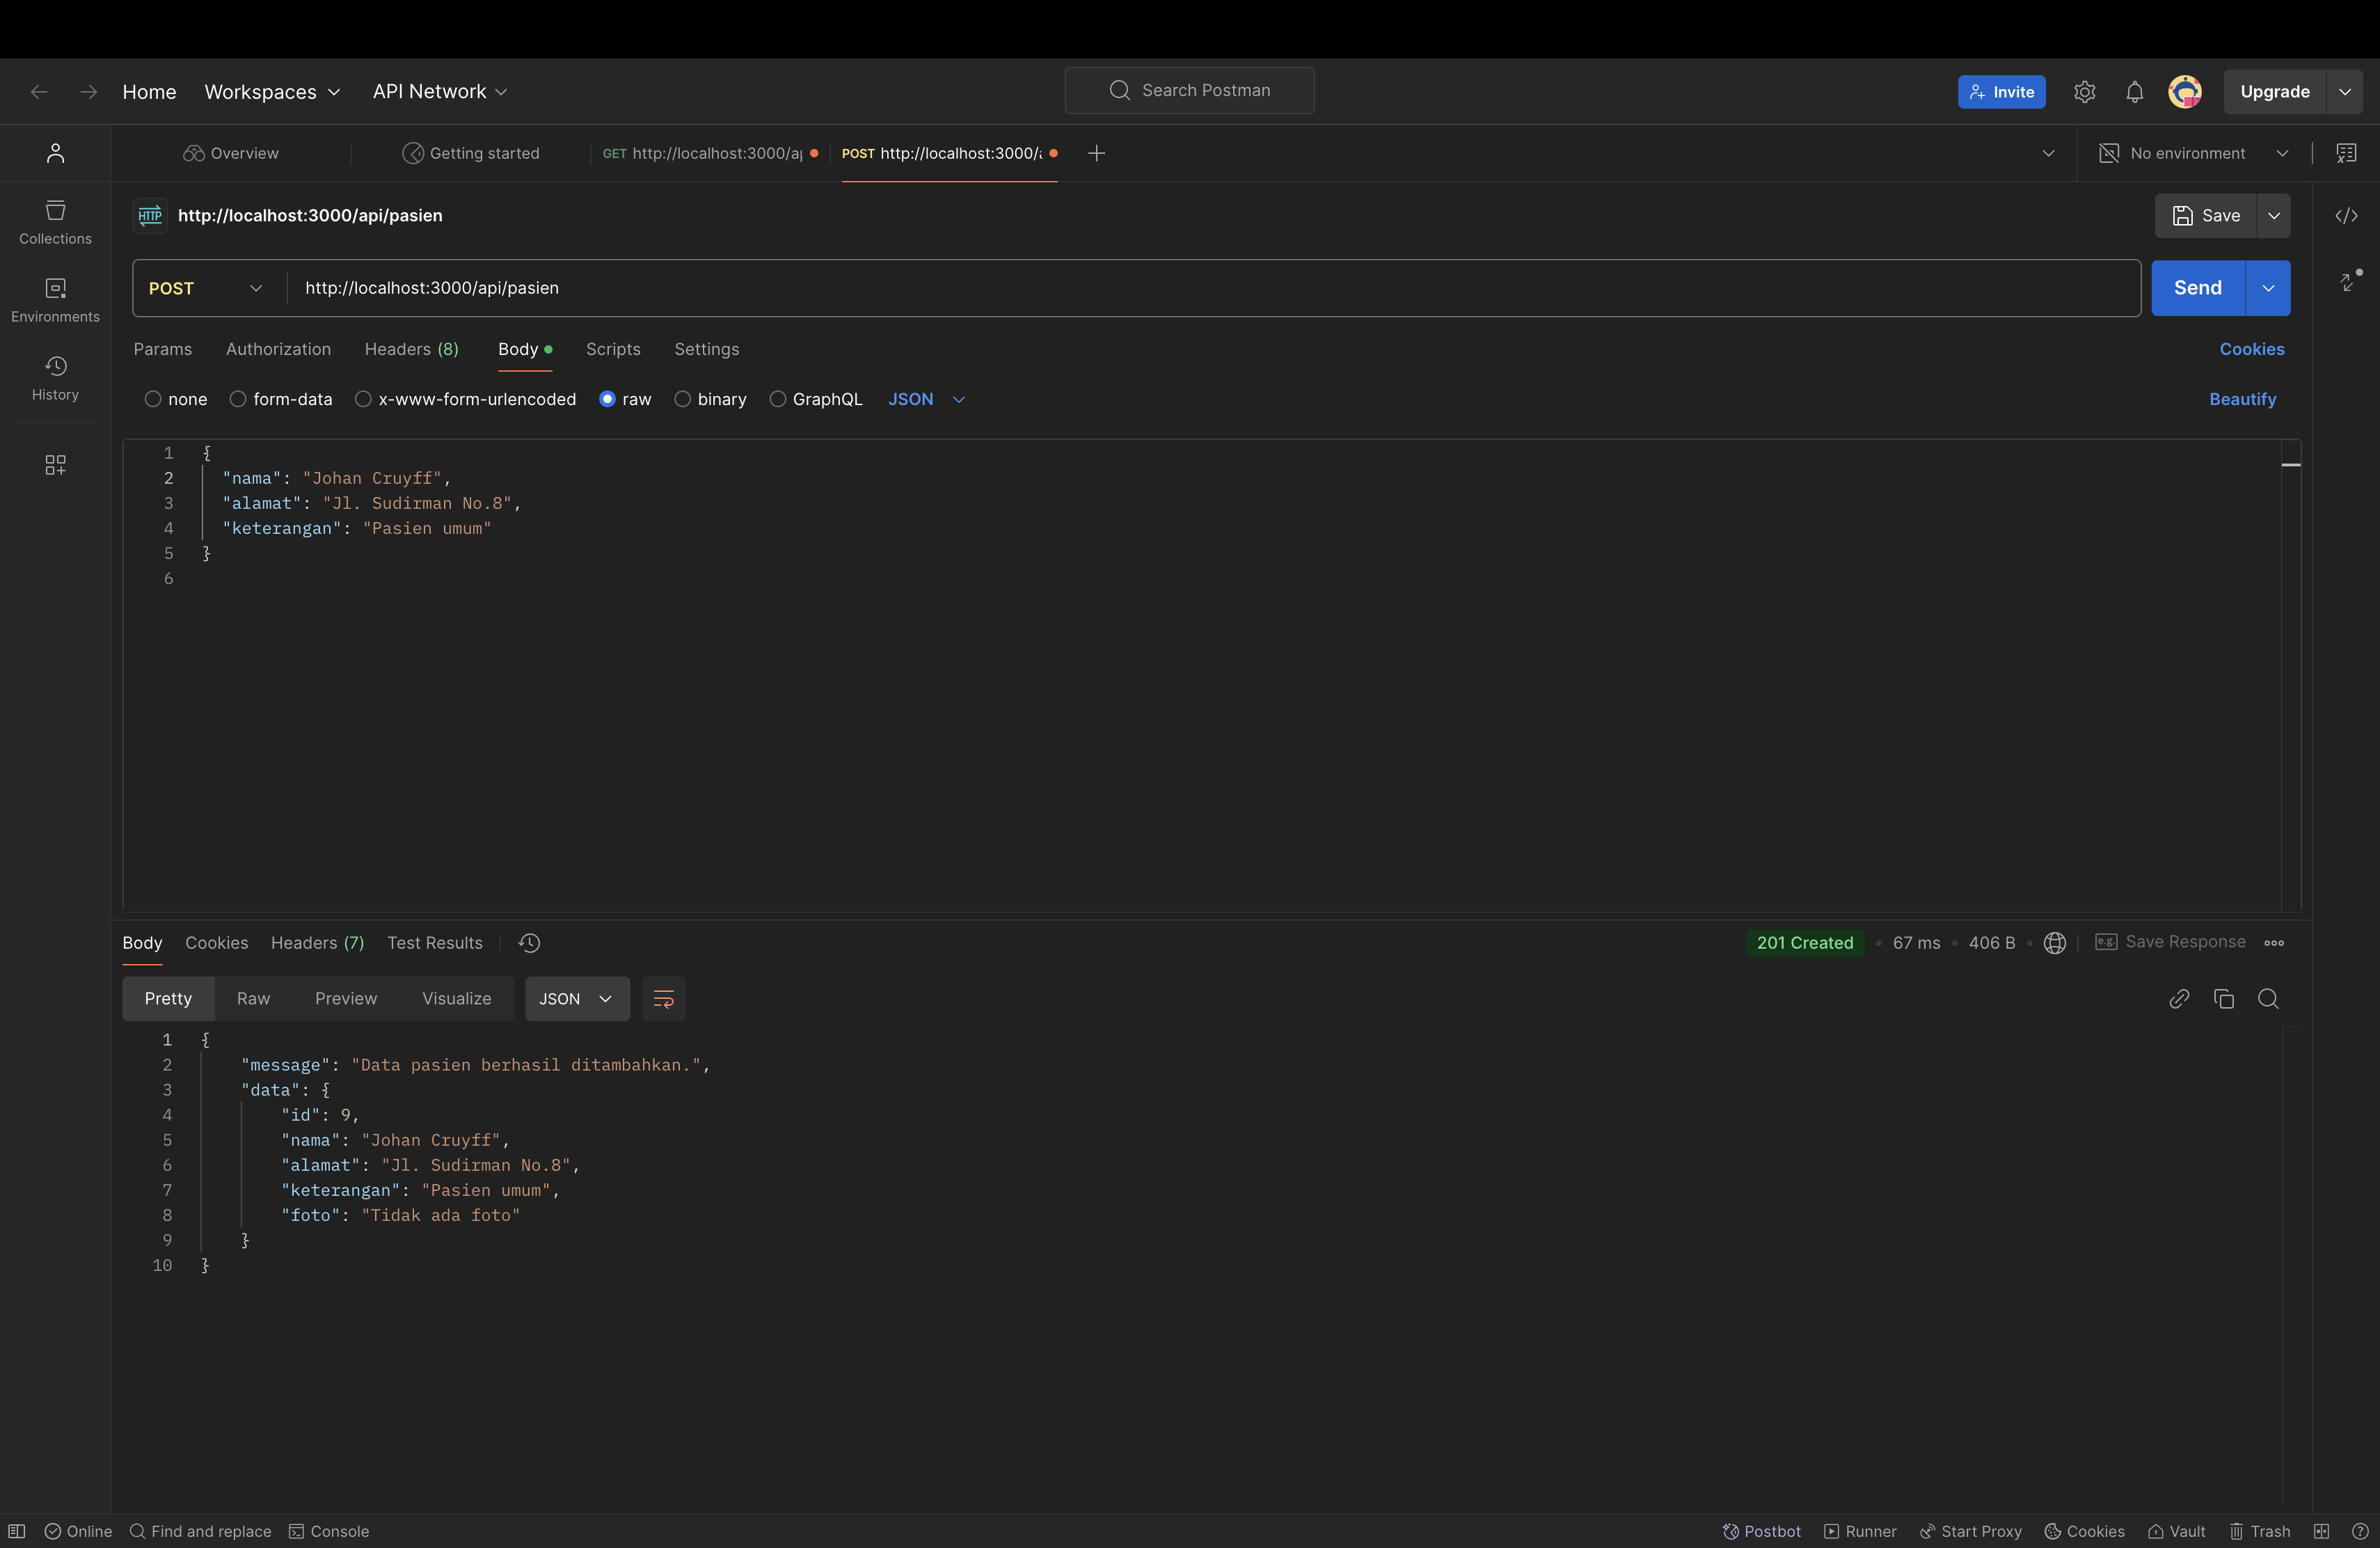 Home Workspaces API Network Search Postman Invite Upgrade
Overview Getting started GET http://localhost:3000/ap POST http://localhost:3000/a No environment
HTTP http://localhost:3000/api/pasien Save
Collections
POST http://localhost:3000/api/pasien Send
Environments
Params Authorization Headers (8) Body Scripts Settings Cookies
History
none form-data x-www-form-urlencoded raw binary GraphQL JSON Beautify
1 {
2 "nama": "Johan Cruyff",
3 "alamat": "Jl. Sudirman No.8",
4 "keterangan": "Pasien umum"
5 }
6
Body Cookies Headers (7) Test Results 201 Created • 67 ms • 406 B • e.g. Save Response
Pretty Raw Preview Visualize JSON
1 {
2 "message": "Data pasien berhasil ditambahkan.",
3 "data": {
4 "id": 9,
5 "nama": "Johan Cruyff",
6 "alamat": "Jl. Sudirman No.8",
7 "keterangan": "Pasien umum",
8 "foto": "Tidak ada foto"
9 }
10 }
Online Find and replace Console Postbot Runner Start Proxy Cookies Vault Trash